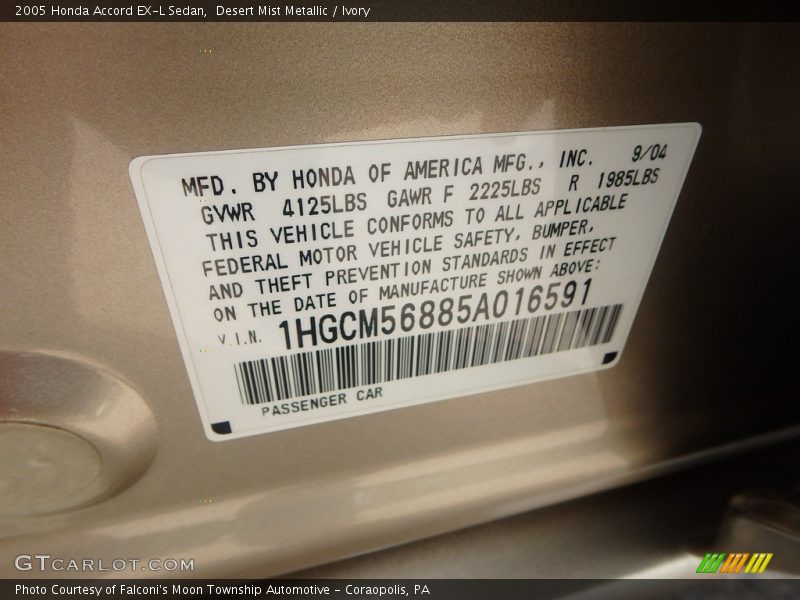 2005 Honda Accord EX-L Sedan,  Desert Mist Metallic / Ivory
MFD. BY HONDA OF AMERICA MFG., INC. 9/04
GVWR 4125LBS GAWR F 2225LBS R 1985LBS
THIS VEHICLE CONFORMS TO ALL APPLICABLE
FEDERAL MOTOR VEHICLE SAFETY, BUMPER,
AND THEFT PREVENTION STANDARDS IN EFFECT
ON THE DATE OF MANUFACTURE SHOWN ABOVE:
V.I.N. 1HGCM56885A016591
PASSENGER CAR
GTCARLOT.COM
Photo Courtesy of Falconi's Moon Township Automotive - Coraopolis, PA